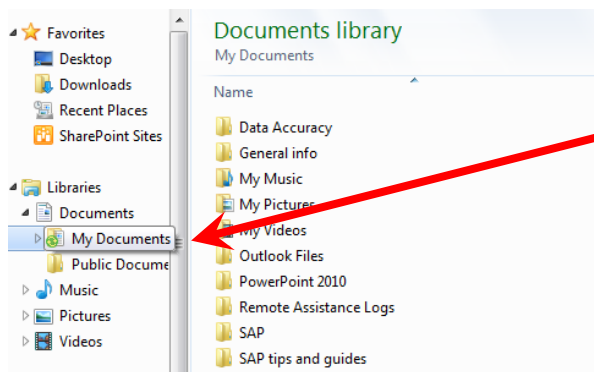 Favorites
Desktop
Downloads
Recent Places
SharePoint Sites
Libraries
Documents
My Documents
Public Docume
Music
Pictures
Videos
Documents library
My Documents
Name
Data Accuracy
General info
My Music
My Pictures
My Videos
Outlook Files
PowerPoint 2010
Remote Assistance Logs
SAP
SAP tips and guides